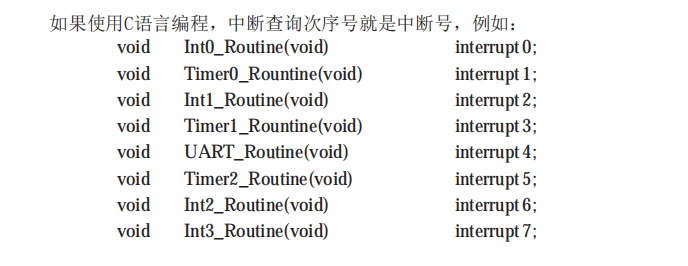 如果使用C语言编程，中断查询次序号就是中断号，例如：
void Int0_Routine(void) interrupt 0;
void Timer0_Rountine(void) interrupt 1;
void Int1_Routine(void) interrupt 2;
void Timer1_Rountine(void) interrupt 3;
void UART_Routine(void) interrupt 4;
void Timer2_Routine(void) interrupt 5;
void Int2_Routine(void) interrupt 6;
void Int3_Routine(void) interrupt 7;